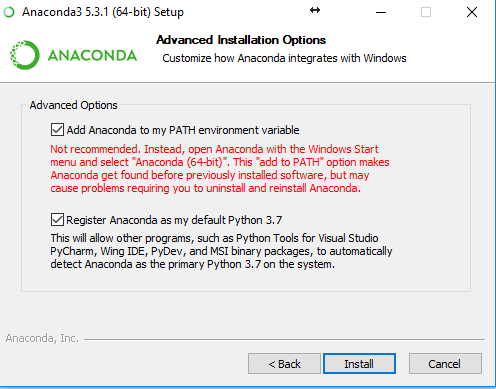 Anaconda3 5.3.1 (64-bit) Setup
Advanced Installation Options
Customize how Anaconda integrates with Windows
ANACONDA
Advanced Options
Add Anaconda to my PATH environment variable
Not recommended. Instead, open Anaconda with the Windows Start
menu and select "Anaconda (64-bit)". This "add to PATH" option makes
Anaconda get found before previously installed software, but may
cause problems requiring you to uninstall and reinstall Anaconda.
Register Anaconda as my default Python 3.7
This will allow other programs, such as Python Tools for Visual Studio
PyCharm, Wing IDE, PyDev, and MSI binary packages, to automatically
detect Anaconda as the primary Python 3.7 on the system.
Anaconda, Inc.
< Back
Install
Cancel